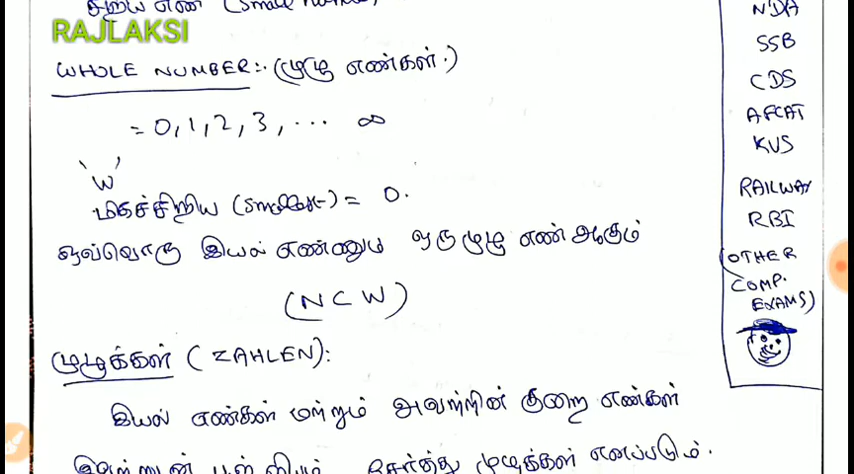 சிறிய எண் (Small
RAJLAKSI
WHOLE NUMBER:. (முழு எண்கள்.)
= 0, 1, 2, 3, ... ∞
'W'
மிகச்சிறிய (Smallest) = 0.
ஒவ்வொரு இயல் எண்ணும் ஒரு முழு எண் ஆகும்
(N ⊂ W)
முழுக்கள் (ZAHLEN):
இயல் எண்கள் மற்றும் அவற்றின் குறை எண்கள்
சேர்த்து முழுக்கள் எனப்படும்.
NDA
SSB
CDS
AFCAT
KVS
RAILWAY
RBI
(OTHER
COMP.
EXAMS)